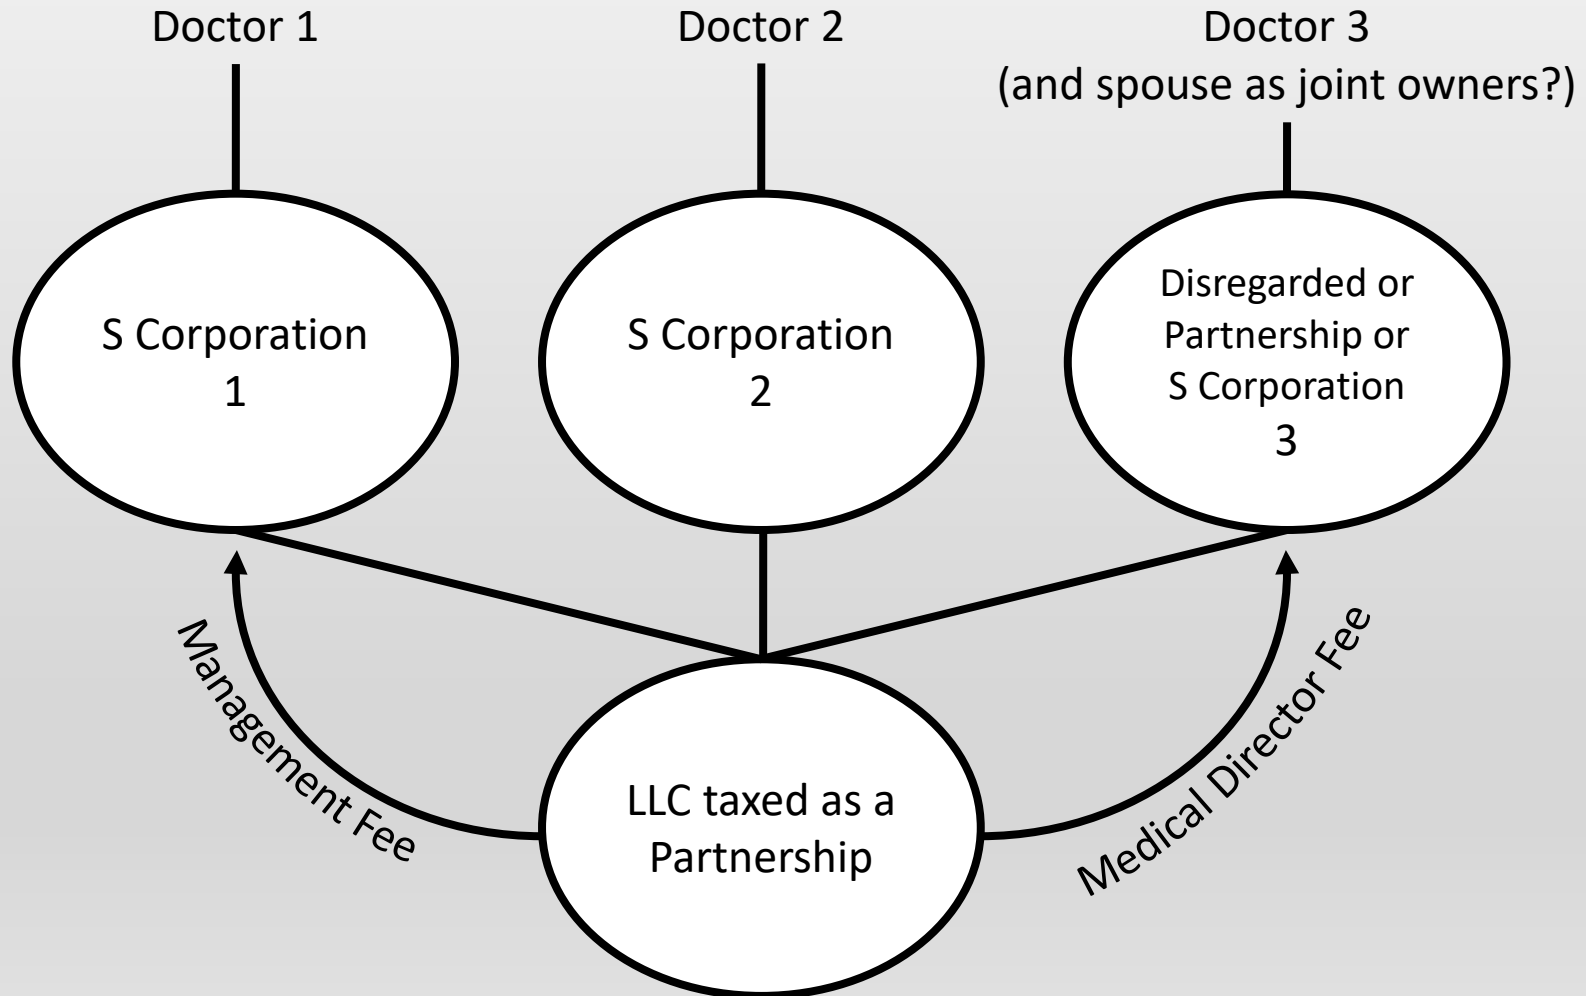 Doctor 1
Doctor 2
Doctor 3
(and spouse as joint owners?)
S Corporation
1
S Corporation
2
Disregarded or
Partnership or
S Corporation
3
Management Fee
Medical Director Fee
LLC taxed as a
Partnership